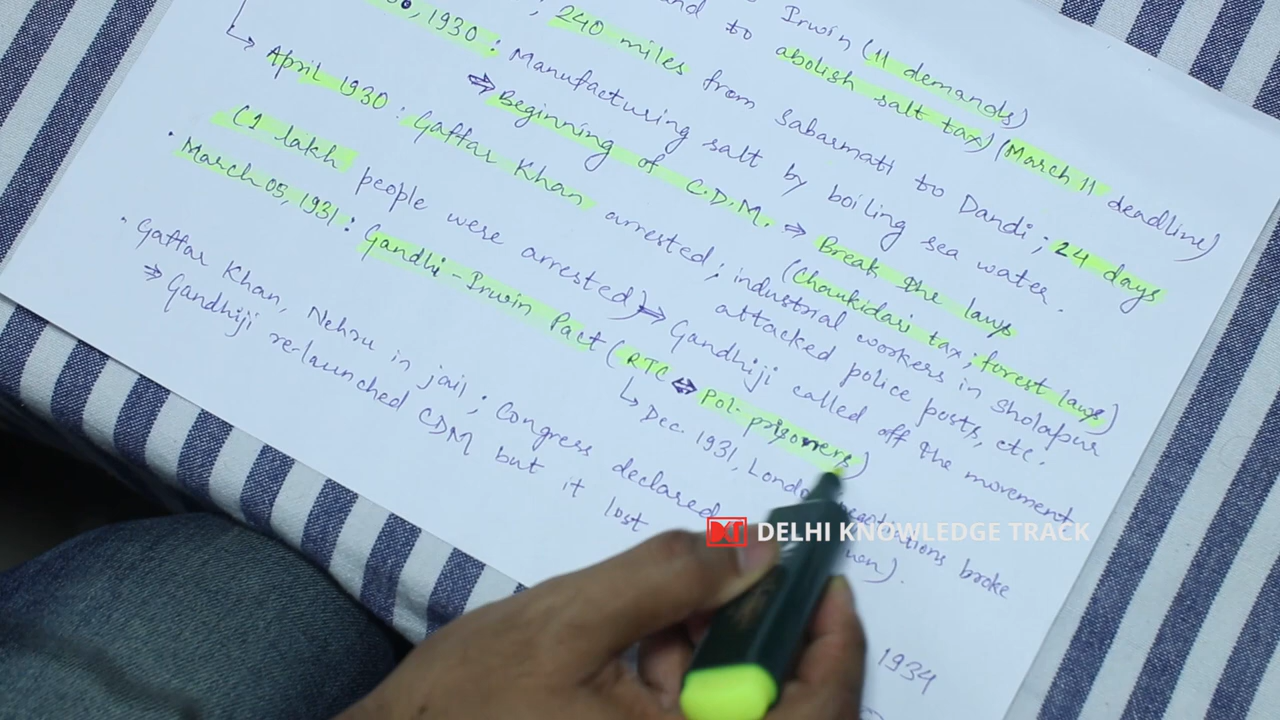 Irwin (11 demands)
and to abolish salt tax) (March 11 deadline)
; 240 miles from Sabarmati to Dandi ; 24 days
1930 : Manufacturing salt by boiling sea water.
⇒ Beginning of C.D.M. ⇒ Break the laws
(Chaukidari tax ; forest laws)
↳ April 1930 : Gaffar Khan arrested ; industrial workers in Sholapur
attacked police posts, etc.
(1 lakh people were arrested) ⇒ Gandhiji called off the movement
• March 05, 1931 : Gandhi-Irwin Pact (RTC ⇔ Pol. prisoners)
↳ Dec. 1931, London
broke
• Gaffar Khan, Nehru in jail ; Congress declared
⇒ Gandhiji re-launched CDM but it lost
1934
DELHI KNOWLEDGE TRACK